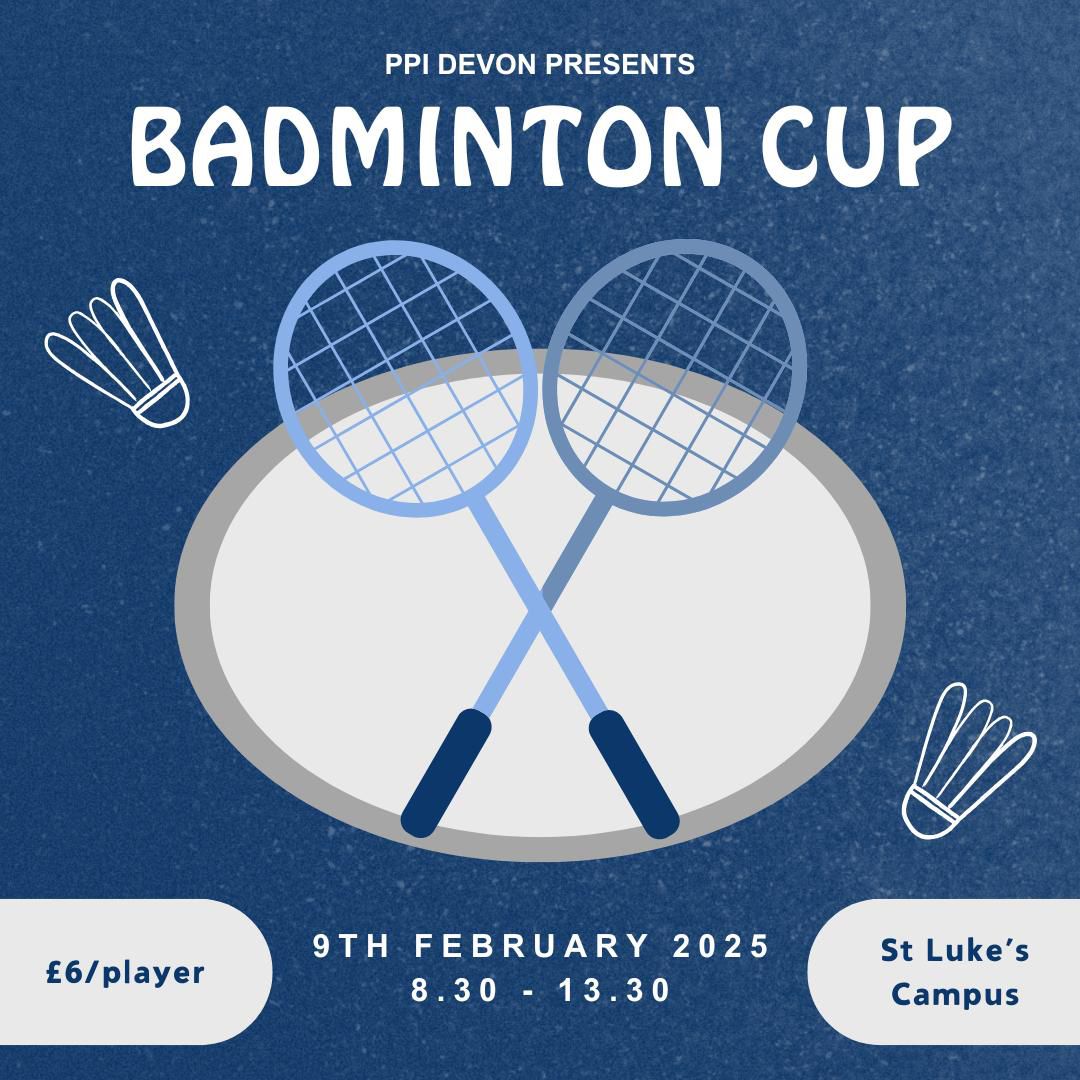 PPI DEVON PRESENTS
BADMINTON CUP
£6/player
9TH FEBRUARY 2025
8.30 - 13.30
St Luke’s
Campus